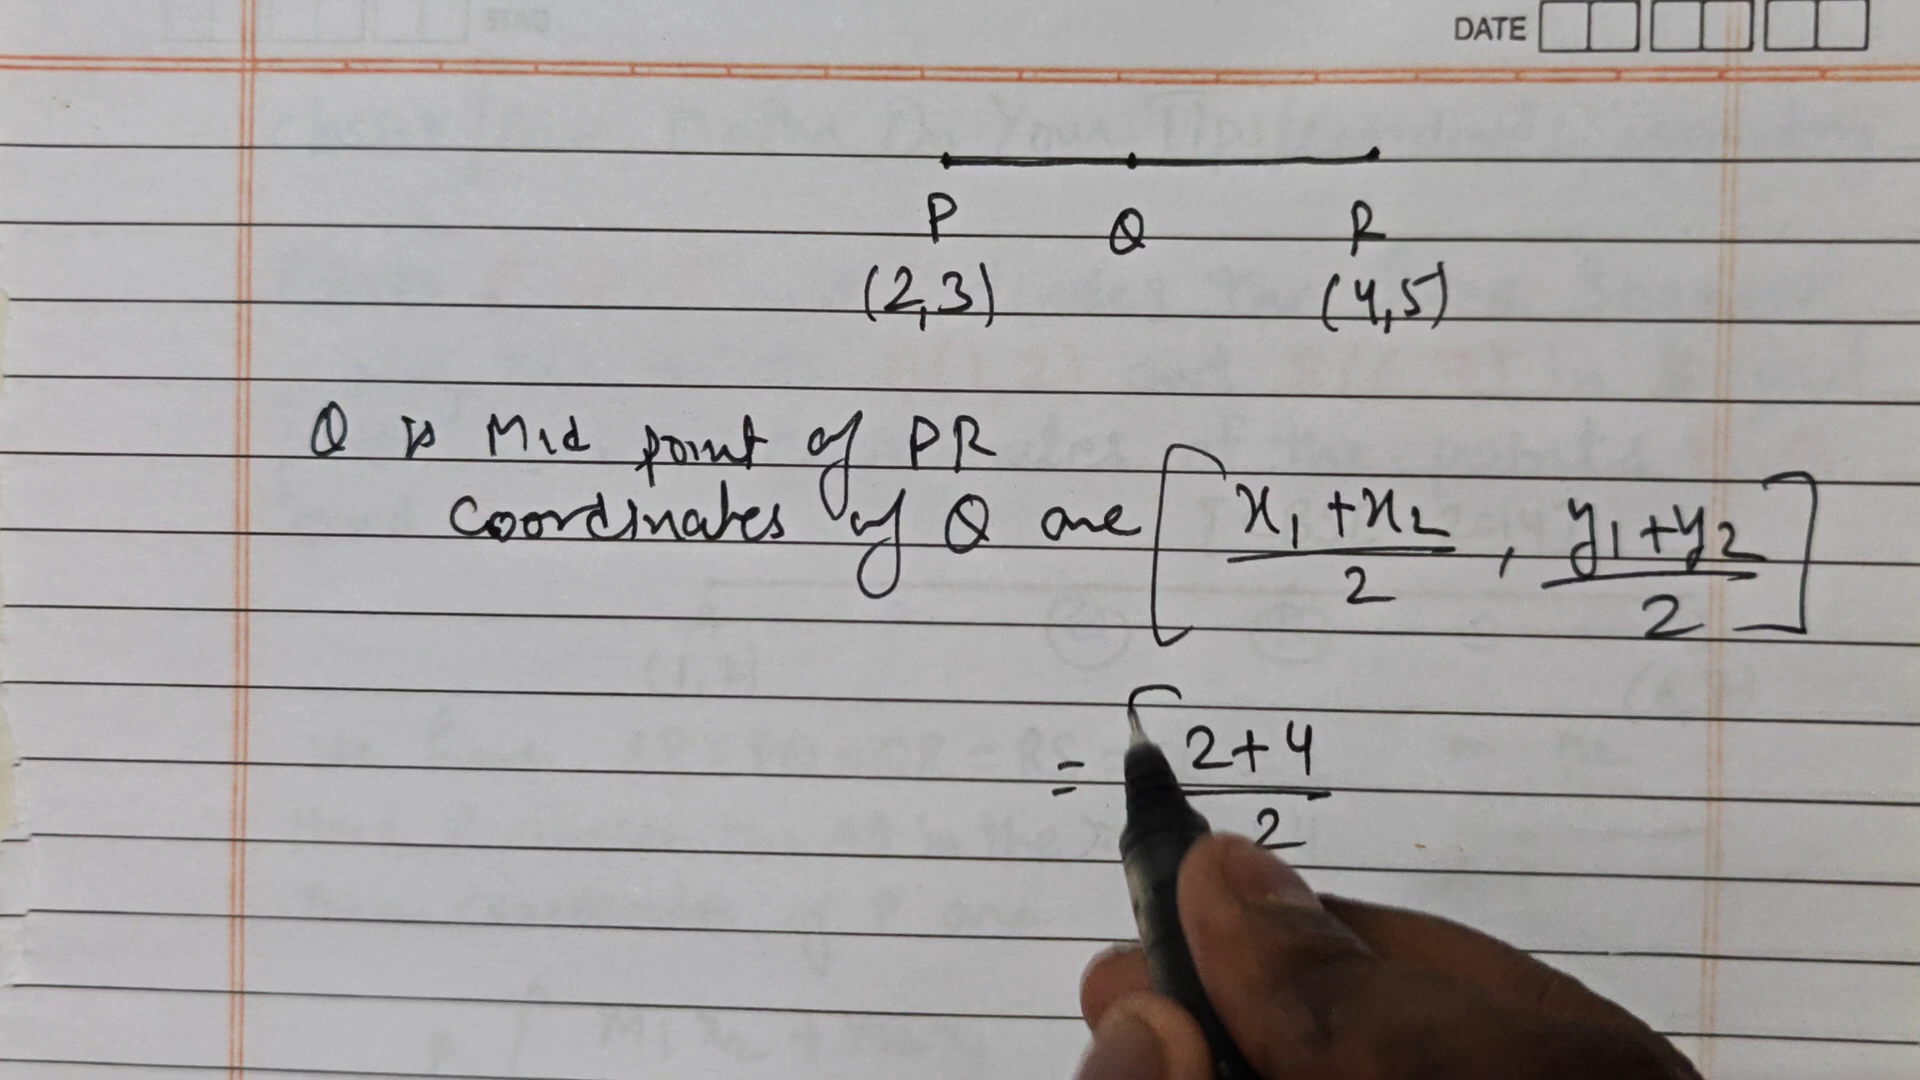 DATE
P Q R
(2,3) (4,5)
Q is Mid point of PR
Coordinates of Q are [ x₁+x₂/2 , y₁+y₂/2 ]
= [ 2+4/2